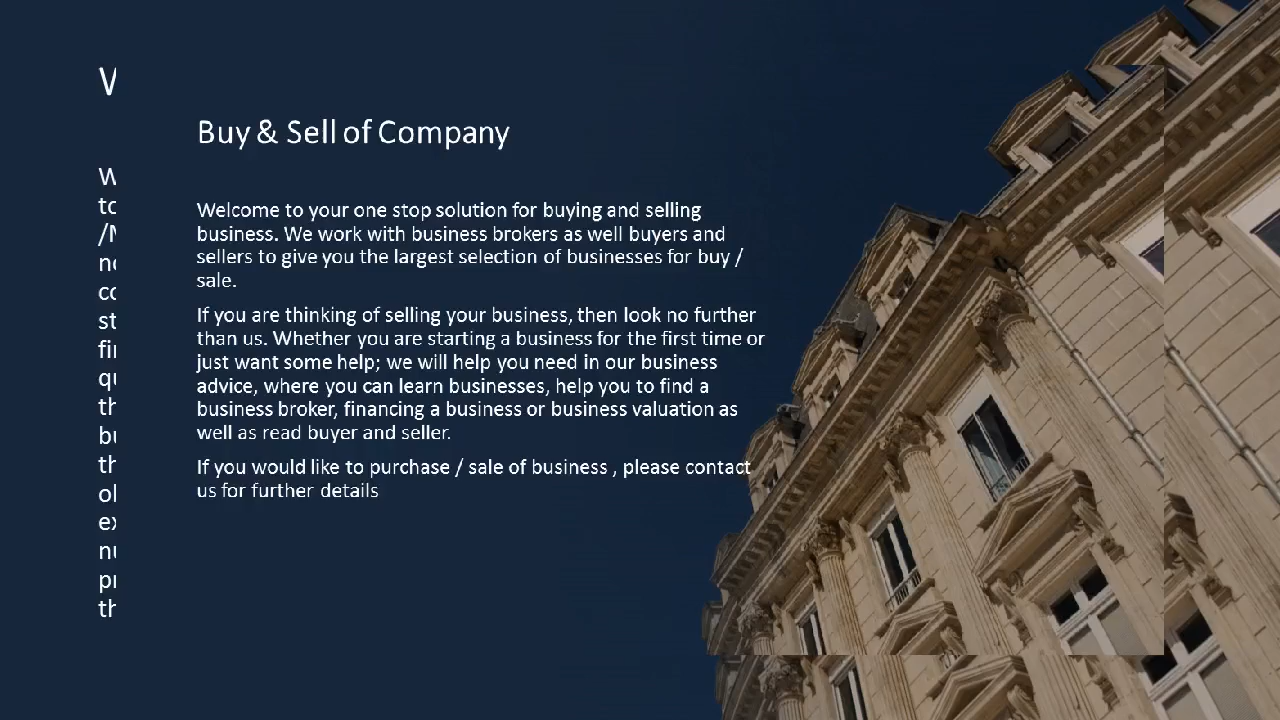 Buy & Sell of Company
Welcome to your one stop solution for buying and selling
business. We work with business brokers as well buyers and
sellers to give you the largest selection of businesses for buy /
sale.
If you are thinking of selling your business, then look no further
than us. Whether you are starting a business for the first time or
just want some help; we will help you need in our business
advice, where you can learn businesses, help you to find a
business broker, financing a business or business valuation as
well as read buyer and seller.
If you would like to purchase / sale of business , please contact
us for further details